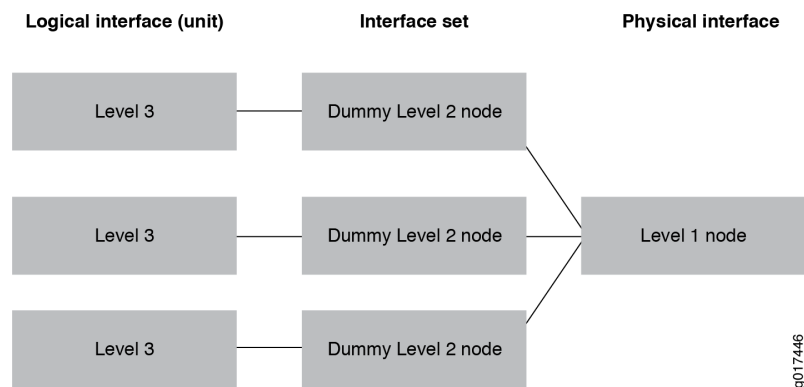 Logical interface (unit) Interface set Physical interface
Level 3 Dummy Level 2 node
Level 3 Dummy Level 2 node Level 1 node
Level 3 Dummy Level 2 node
g017446